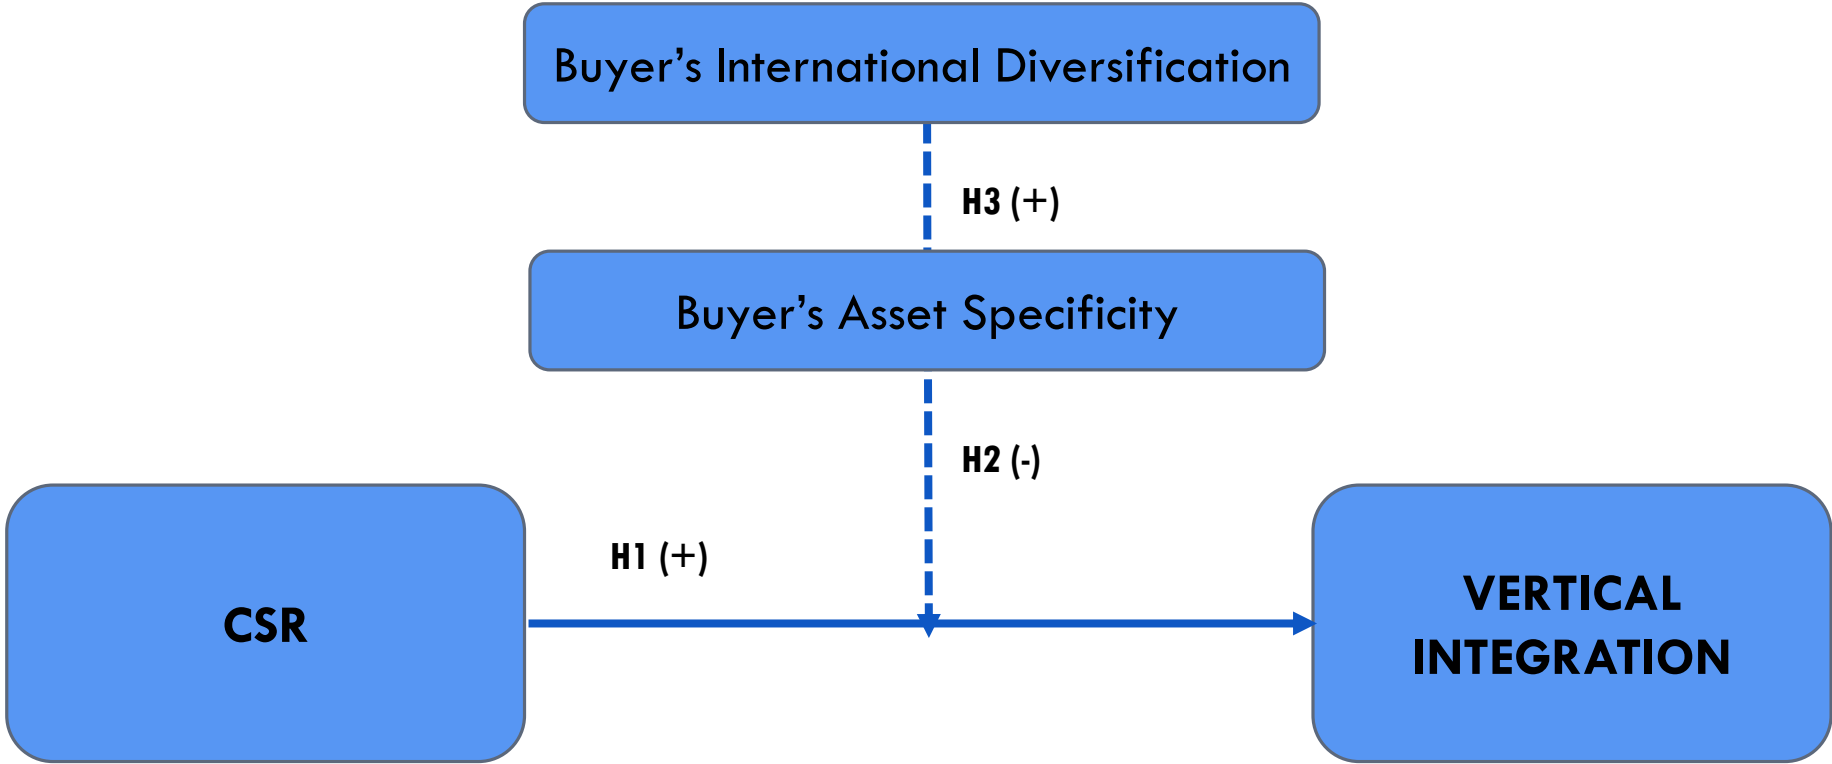 Buyer’s International Diversification
H3 (+)
Buyer’s Asset Specificity
H2 (-)
H1 (+)
CSR
VERTICAL
INTEGRATION